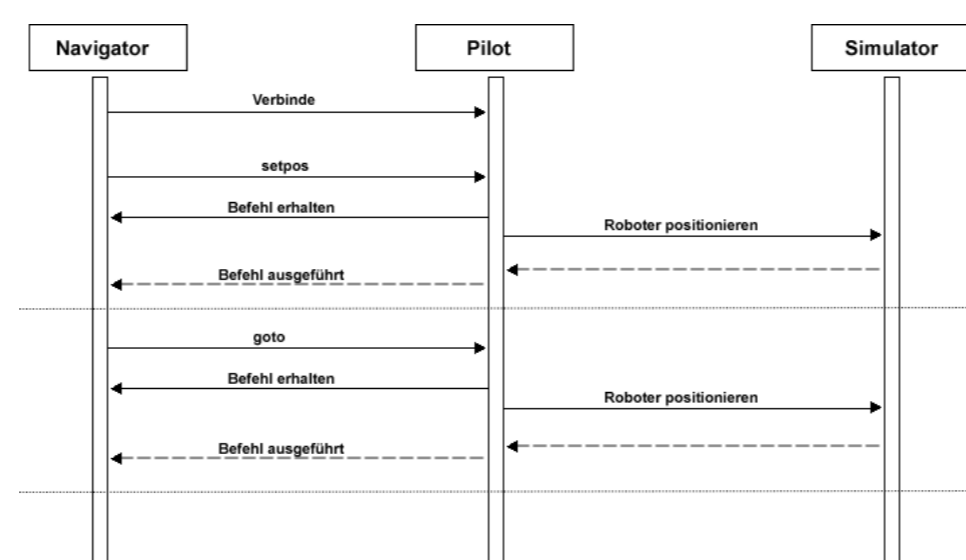 Navigator
Pilot
Simulator
Verbinde
setpos
Befehl erhalten
Roboter positionieren
Befehl ausgeführt
goto
Befehl erhalten
Roboter positionieren
Befehl ausgeführt